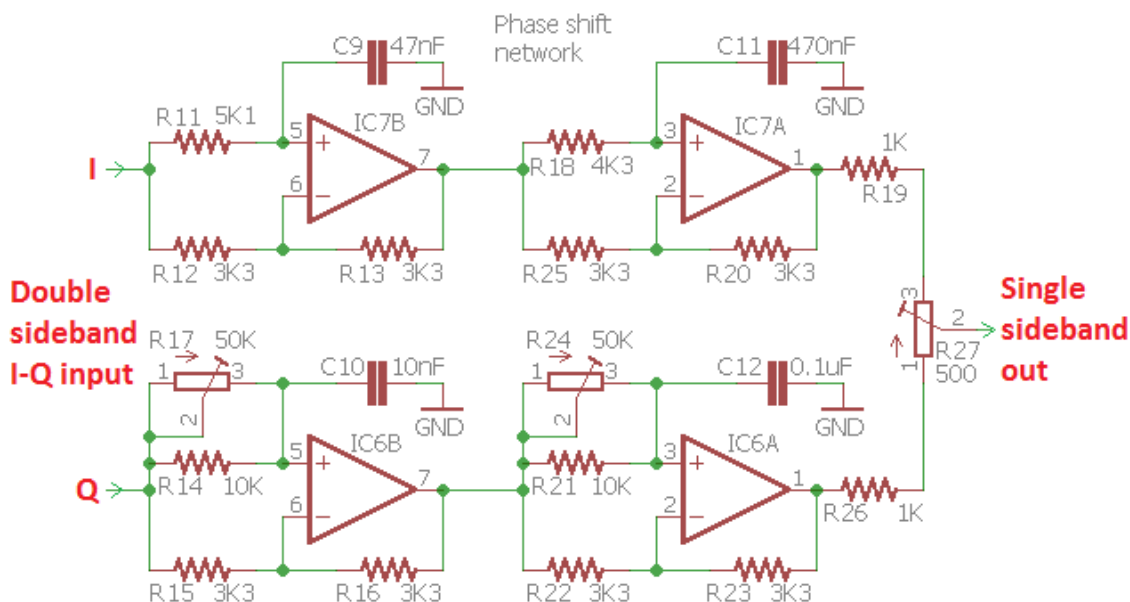 Phase shift
network
C9 47nF
GND
R11 5K1
5
+
IC7B
7
6
−
R12 3K3
R13 3K3
C11 470nF
GND
R18 4K3
3
+
IC7A
1
2
−
R25 3K3
R20 3K3
1K
R19
I
Double
sideband
I-Q input
Q
R17 50K
1
3
2
C10 10nF
GND
R14 10K
5
+
IC6B
7
6
−
R15 3K3
R16 3K3
R24 50K
1
3
2
C12 0.1uF
GND
R21 10K
3
+
IC6A
1
2
−
R22 3K3
R23 3K3
R26 1K
3
2
1
R27
500
Single
sideband
out